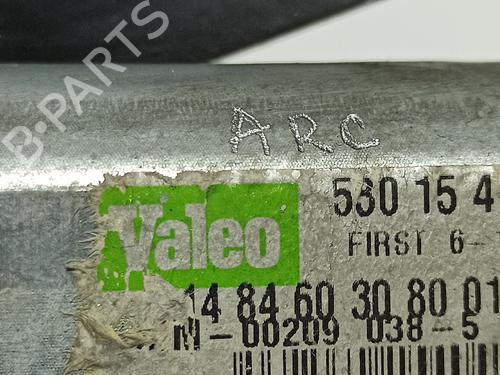 ARC
Valeo
530 15 4
FIRST 6-
14 84 60 30 80 01
M-00209 038-5
B-PARTS